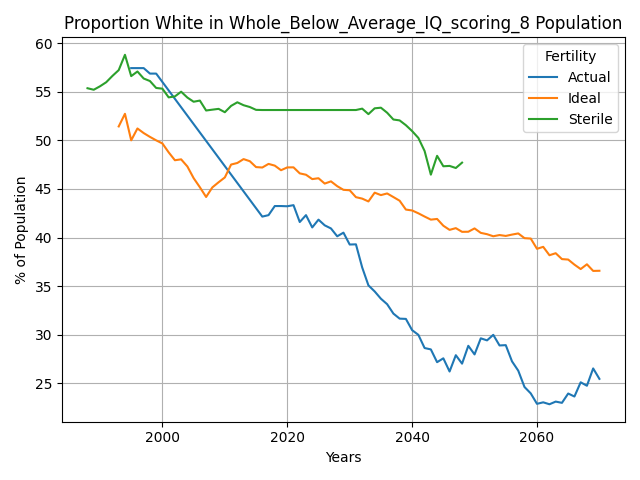 Proportion White in Whole_Below_Average_IQ_scoring_8 Population
60
55
50
45
40
35
30
25
% of Population
Fertility
Actual
Ideal
Sterile
2000
2020
2040
2060
Years